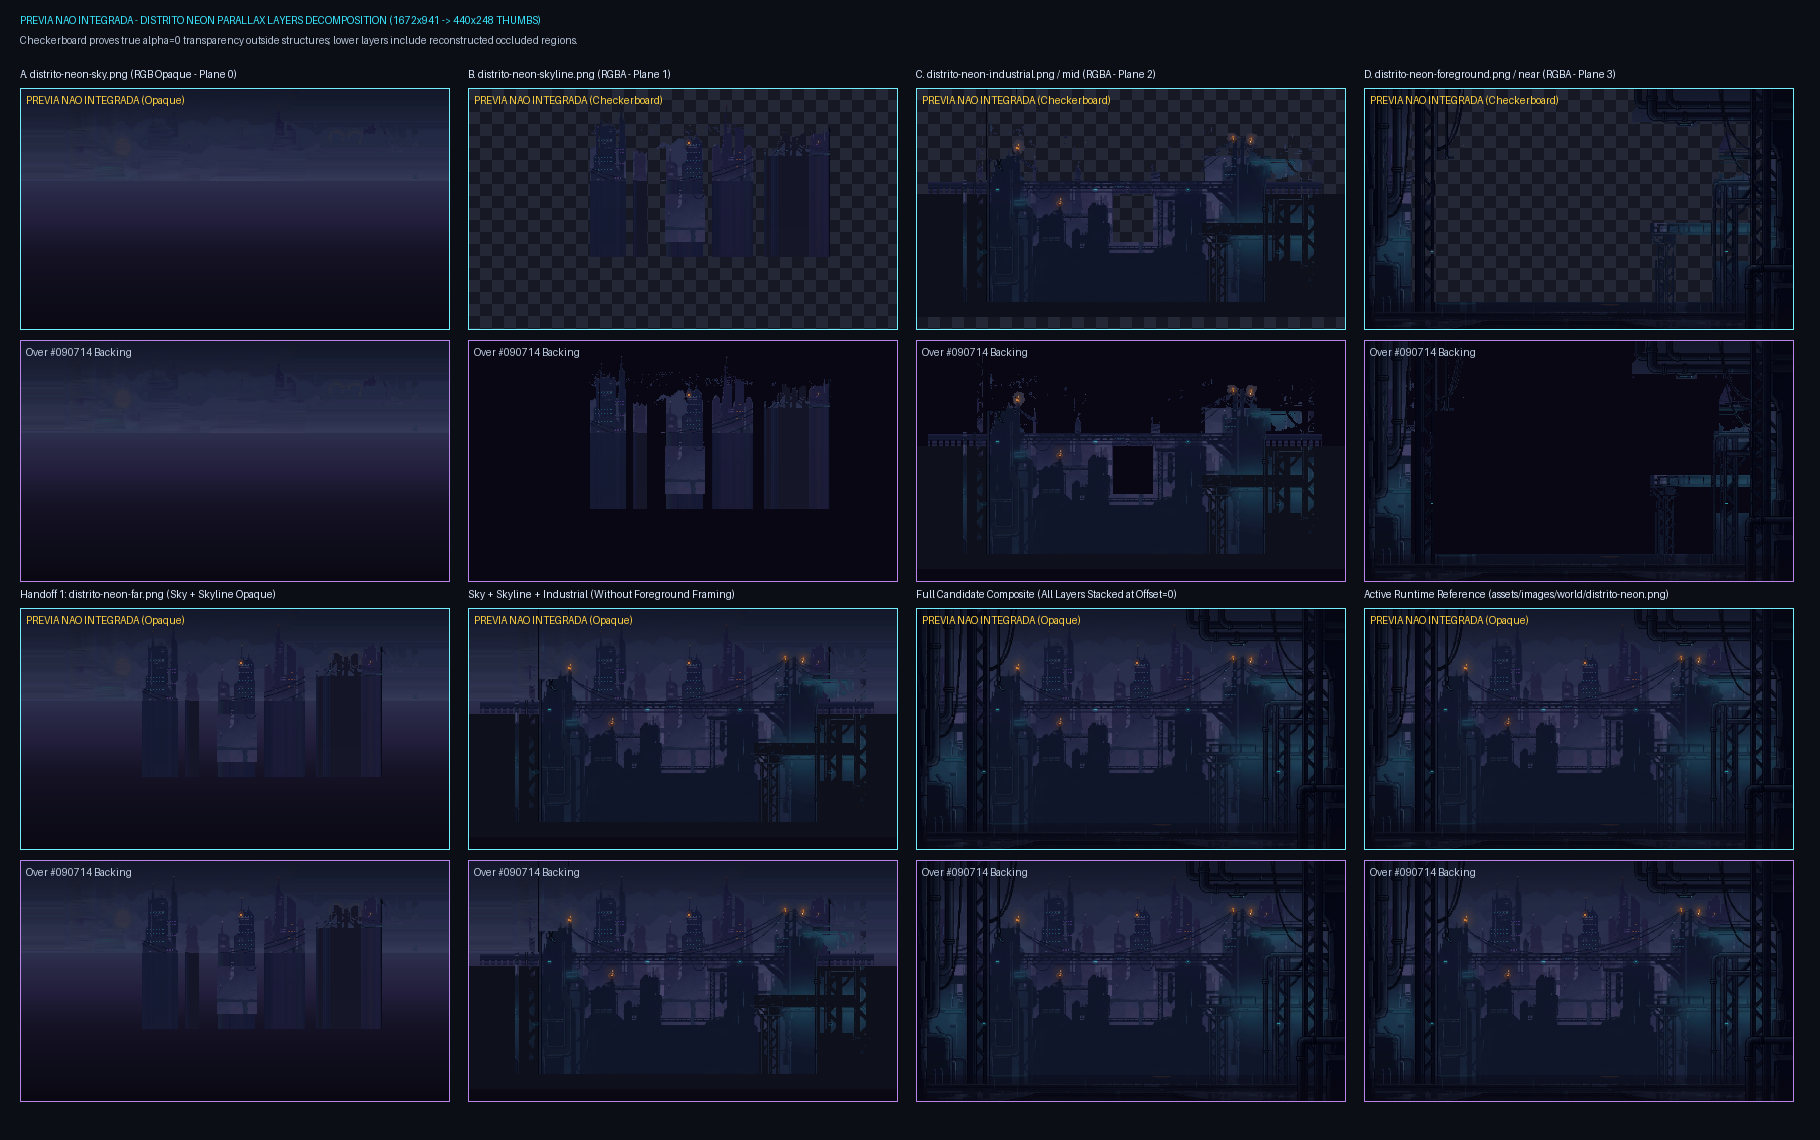 PREVIA NAO INTEGRADA - DISTRITO NEON PARALLAX LAYERS DECOMPOSITION (1672x941 -> 440x248 THUMBS)
Checkerboard proves true alpha=0 transparency outside structures; lower layers include reconstructed occluded regions.
A. distrito-neon-sky.png (RGB Opaque - Plane 0)
B. distrito-neon-skyline.png (RGBA - Plane 1)
C. distrito-neon-industrial.png / mid (RGBA - Plane 2)
D. distrito-neon-foreground.png / near (RGBA - Plane 3)
PREVIA NAO INTEGRADA (Opaque)
PREVIA NAO INTEGRADA (Checkerboard)
PREVIA NAO INTEGRADA (Checkerboard)
PREVIA NAO INTEGRADA (Checkerboard)
Over #090714 Backing
Over #090714 Backing
Over #090714 Backing
Over #090714 Backing
Handoff 1: distrito-neon-far.png (Sky + Skyline Opaque)
Sky + Skyline + Industrial (Without Foreground Framing)
Full Candidate Composite (All Layers Stacked at Offset=0)
Active Runtime Reference (assets/images/world/distrito-neon.png)
PREVIA NAO INTEGRADA (Opaque)
PREVIA NAO INTEGRADA (Opaque)
PREVIA NAO INTEGRADA (Opaque)
PREVIA NAO INTEGRADA (Opaque)
Over #090714 Backing
Over #090714 Backing
Over #090714 Backing
Over #090714 Backing